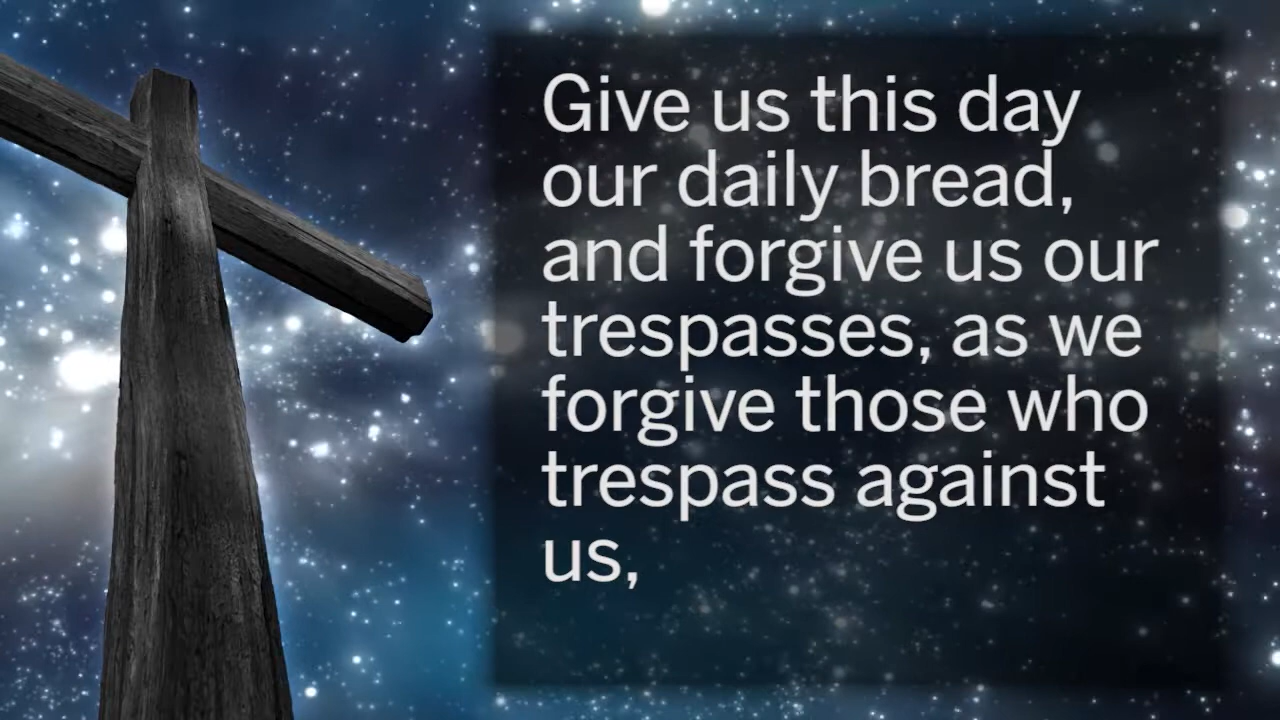 Give us this day
our daily bread,
and forgive us our
trespasses, as we
forgive those who
trespass against
us,